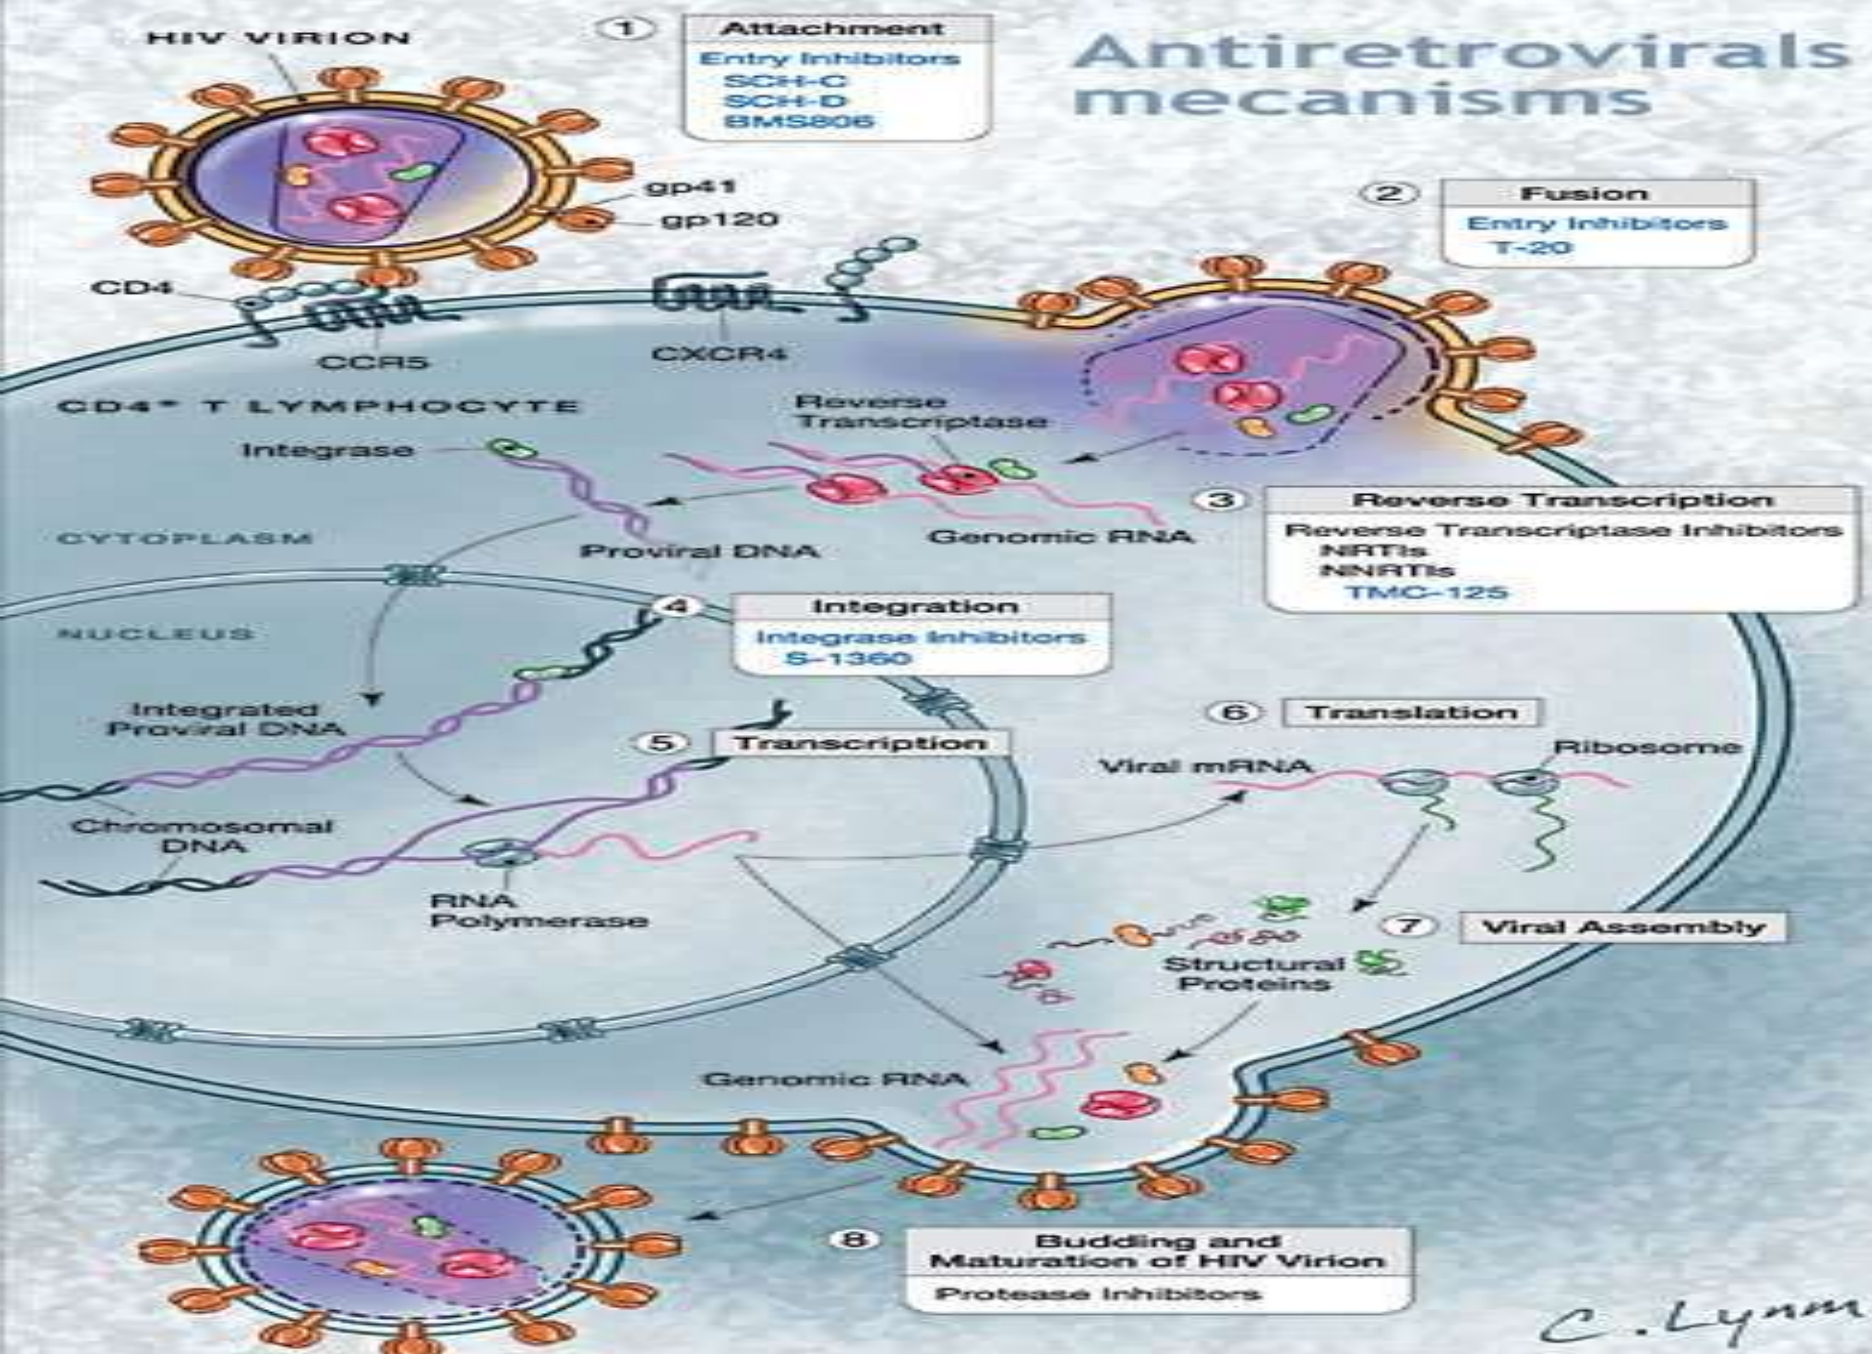 HIV VIRION
1
Attachment
Entry Inhibitors
SCH-C
SCH-D
BMS806
Antiretrovirals
mecanisms
gp41
gp120
2
Fusion
Entry Inhibitors
T-20
CD4
CCR5
CXCR4
CD4+ T LYMPHOCYTE
Reverse
Transcriptase
Integrase
CYTOPLASM
Proviral DNA
Genomic RNA
3
Reverse Transcription
Reverse Transcriptase Inhibitors
NRTIs
NNRTIs
TMC-125
4
Integration
Integrase Inhibitors
S-1360
NUCLEUS
Integrated
Proviral DNA
5
Transcription
6
Translation
Viral mRNA
Ribosome
Chromosomal
DNA
RNA
Polymerase
7
Viral Assembly
Structural
Proteins
Genomic RNA
8
Budding and
Maturation of HIV Virion
Protease Inhibitors
C. Lynm